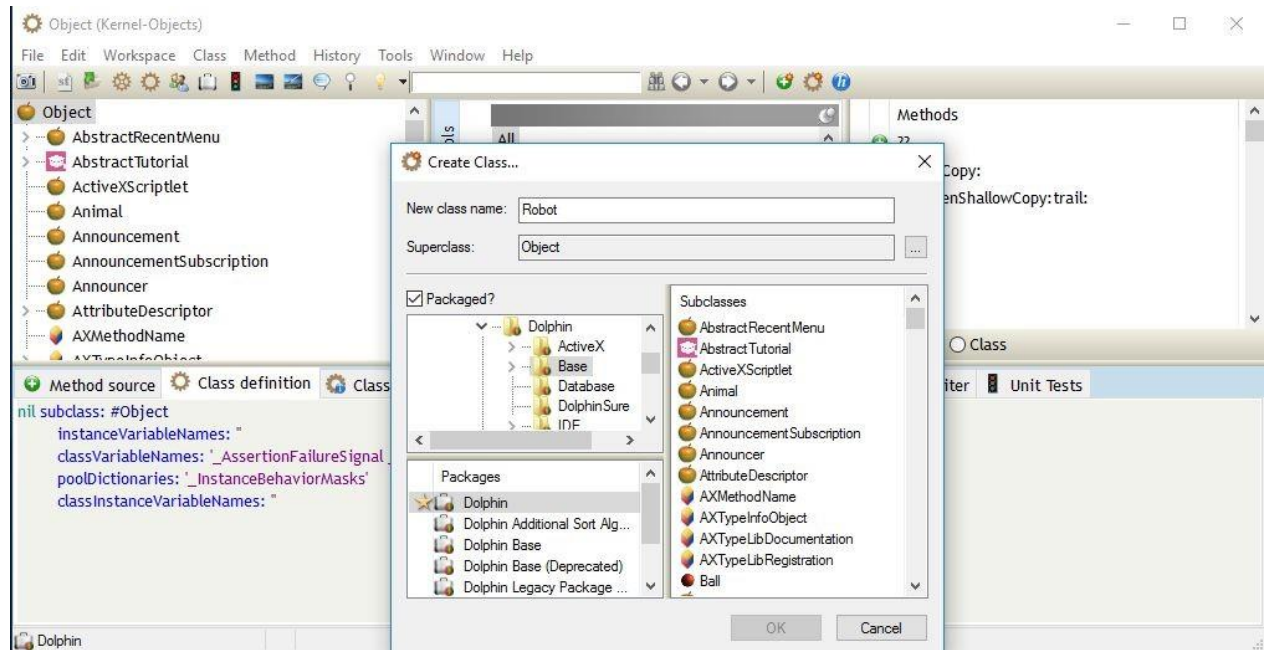 Object (Kernel-Objects)
File Edit Workspace Class Method History Tools Window Help
Object
AbstractRecentMenu
AbstractTutorial
ActiveXScriptlet
Animal
Announcement
AnnouncementSubscription
Announcer
AttributeDescriptor
AXMethodName
AXTypeInfoObject
All
Methods
??
Copy:
enShallowCopy:trail:
Class
Create Class...
New class name: Robot
Superclass: Object ...
Packaged?
Dolphin
ActiveX
Base
Database
DolphinSure
IDE
Packages
Dolphin
Dolphin Additional Sort Alg...
Dolphin Base
Dolphin Base (Deprecated)
Dolphin Legacy Package ...
Subclasses
AbstractRecentMenu
AbstractTutorial
ActiveXScriptlet
Animal
Announcement
AnnouncementSubscription
Announcer
AttributeDescriptor
AXMethodName
AXTypeInfoObject
AXTypeLibDocumentation
AXTypeLibRegistration
Ball
OK Cancel
Method source Class definition Class iter Unit Tests
nil subclass: #Object
instanceVariableNames: ''
classVariableNames: '_AssertionFailureSignal
poolDictionaries: '_InstanceBehaviorMasks'
classInstanceVariableNames: ''
Dolphin